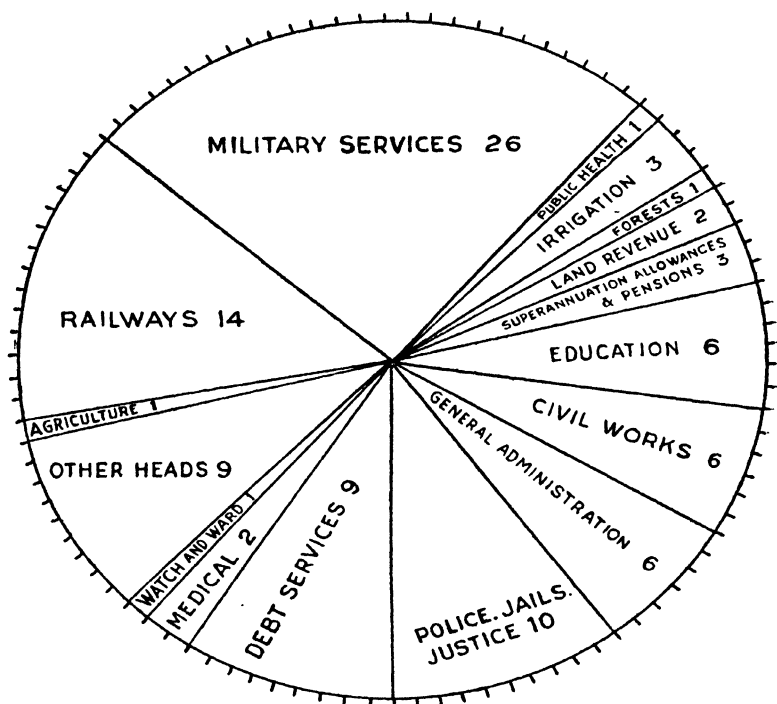 MILITARY SERVICES 26
PUBLIC HEALTH 1
IRRIGATION 3
FORESTS 1
LAND REVENUE 2
SUPERANNUATION ALLOWANCES
& PENSIONS 3
EDUCATION 6
CIVIL WORKS 6
GENERAL ADMINISTRATION 6
POLICE. JAILS.
JUSTICE 10
DEBT SERVICES 9
MEDICAL 2
WATCH AND WARD 1
OTHER HEADS 9
AGRICULTURE 1
RAILWAYS 14